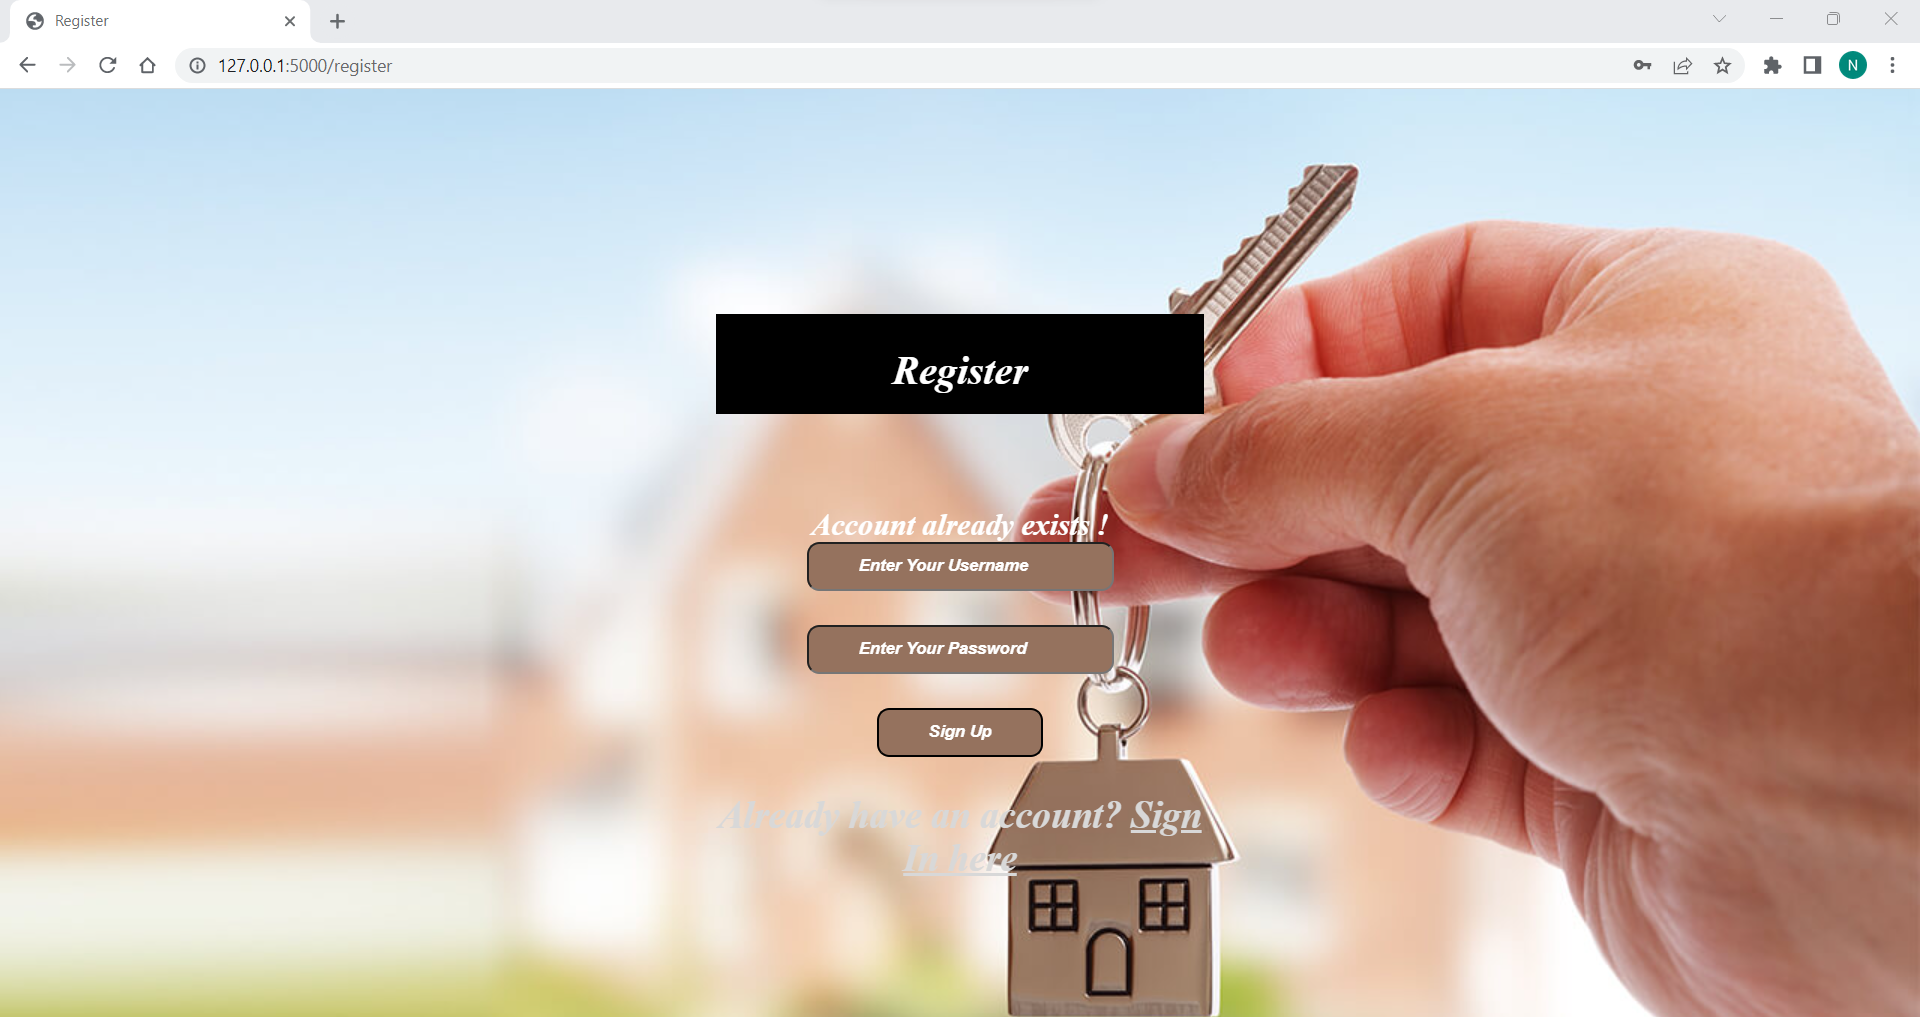 Register
127.0.0.1:5000/register
N
Register
Account already exists !
Enter Your Username
Enter Your Password
Sign Up
Already have an account? Sign
In here